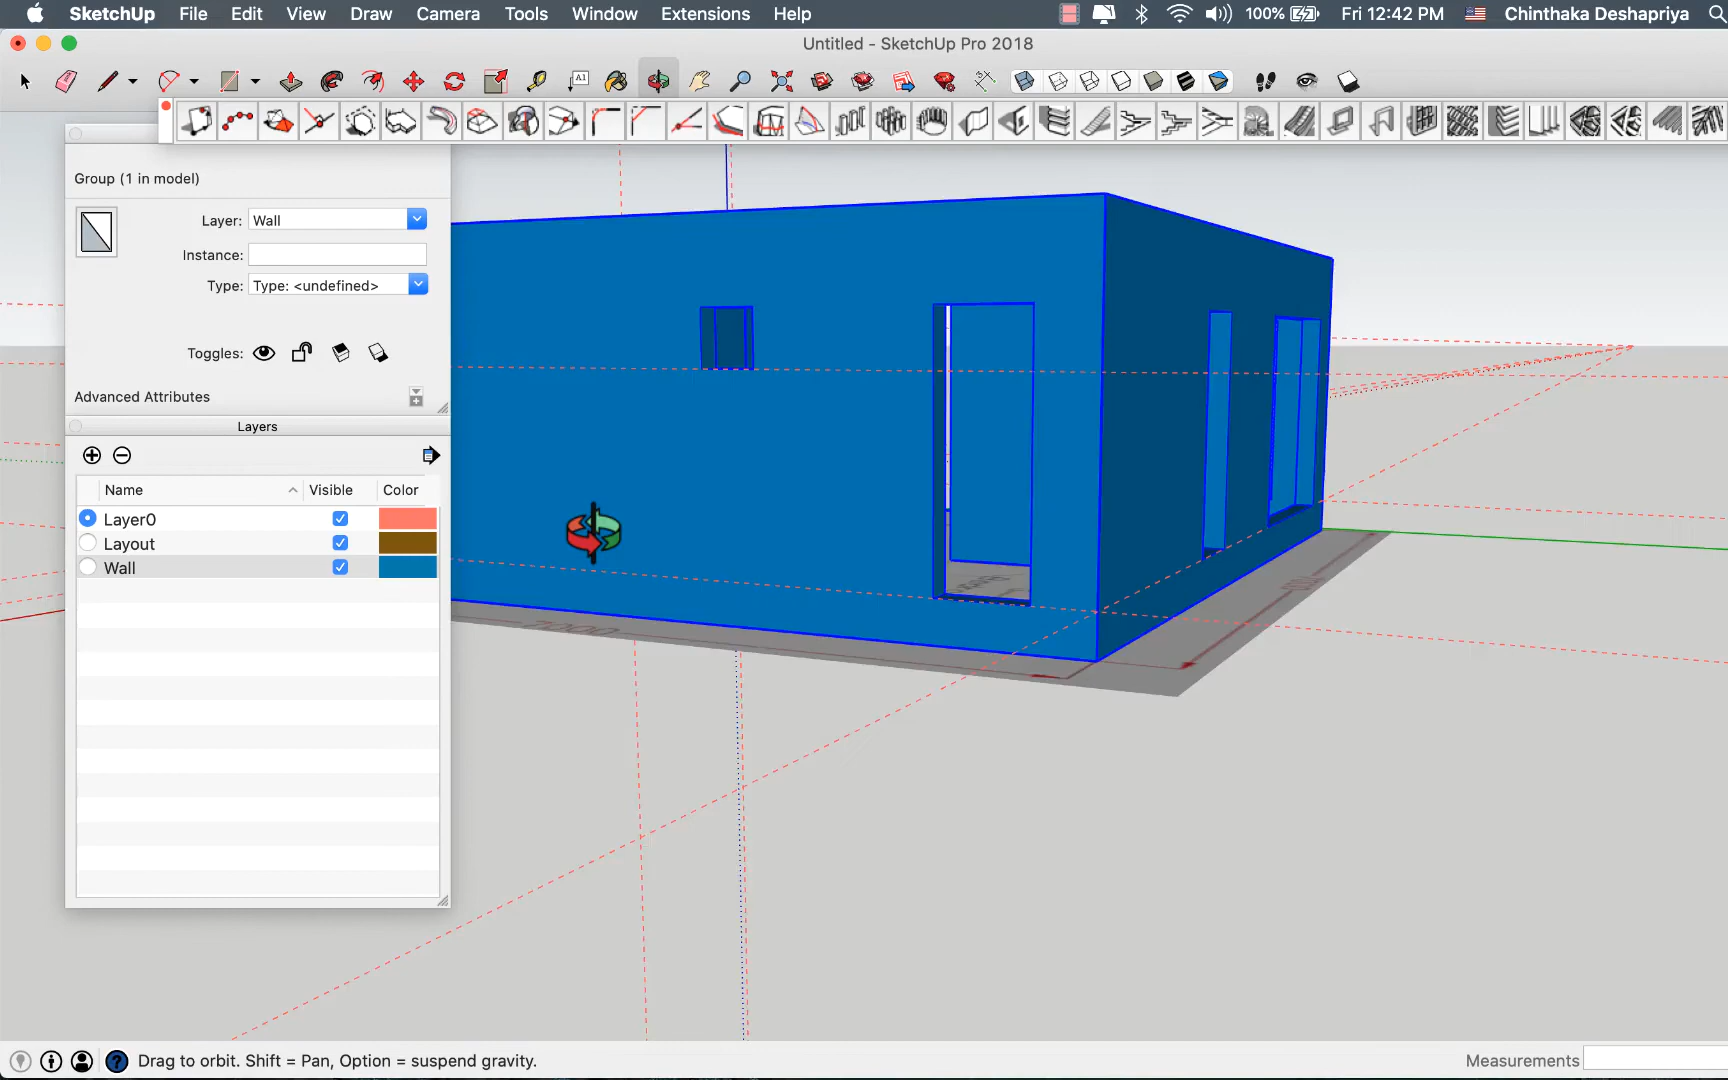 SketchUp File Edit View Draw Camera Tools Window Extensions Help 100% Fri 12:42 PM Chinthaka Deshapriya
Untitled - SketchUp Pro 2018
A1
Group (1 in model)
Layer: Wall
Instance:
Type: Type: <undefined>
Toggles:
Advanced Attributes
Layers
Name Visible Color
Layer0
Layout
Wall
7000
Drag to orbit. Shift = Pan, Option = suspend gravity.
Measurements